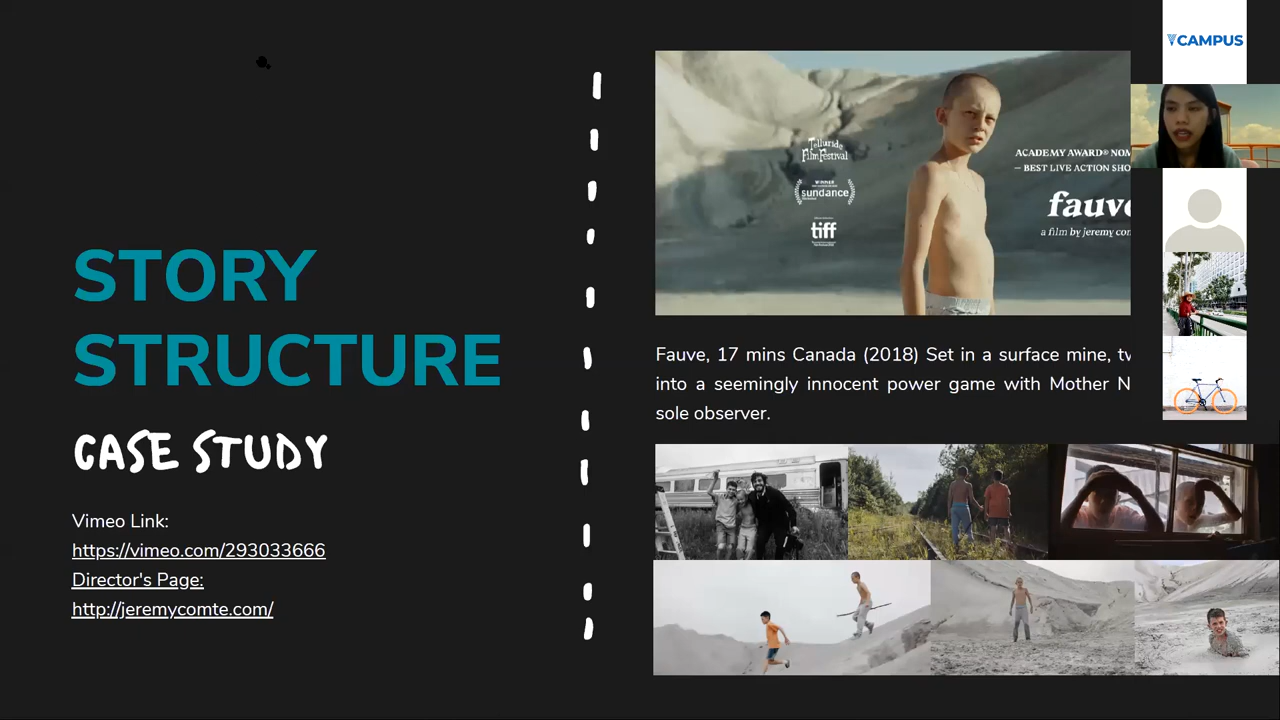 STORY
STRUCTURE
CASE STUDY
Vimeo Link:
https://vimeo.com/293033666
Director's Page:
http://jeremycomte.com/
Telluride
Film Festival
WINNER
sundance
tiff
ACADEMY AWARD® NOM
BEST LIVE ACTION SHO
fauve
a film by jeremy com
Fauve, 17 mins Canada (2018) Set in a surface mine, tw
into a seemingly innocent power game with Mother N
sole observer.
VCAMPUS